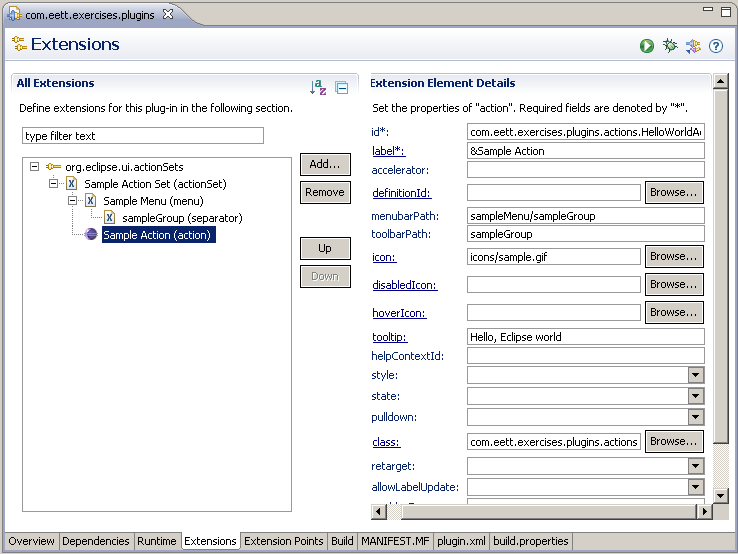 com.eett.exercises.plugins
Extensions
All Extensions
Define extensions for this plug-in in the following section.
type filter text
org.eclipse.ui.actionSets
Sample Action Set (actionSet)
Sample Menu (menu)
sampleGroup (separator)
Sample Action (action)
Add...
Remove
Up
Down
Extension Element Details
Set the properties of "action". Required fields are denoted by "*".
id*: com.eett.exercises.plugins.actions.HelloWorldA
label*: &Sample Action
accelerator:
definitionId: Browse...
menubarPath: sampleMenu/sampleGroup
toolbarPath: sampleGroup
icon: icons/sample.gif Browse...
disabledIcon: Browse...
hoverIcon: Browse...
tooltip: Hello, Eclipse world
helpContextId:
style:
state:
pulldown:
class: com.eett.exercises.plugins.actions Browse...
retarget:
allowLabelUpdate:
Overview Dependencies Runtime Extensions Extension Points Build MANIFEST.MF plugin.xml build.properties